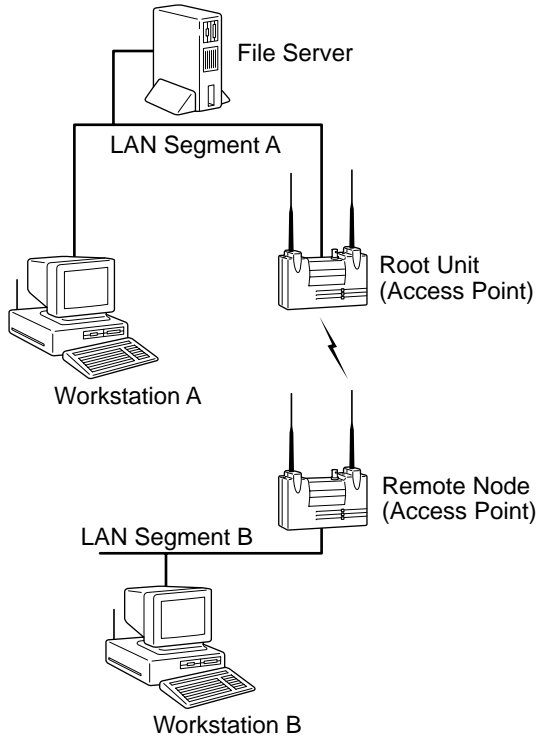 File Server
LAN Segment A
Root Unit
(Access Point)
Workstation A
Remote Node
(Access Point)
LAN Segment B
Workstation B